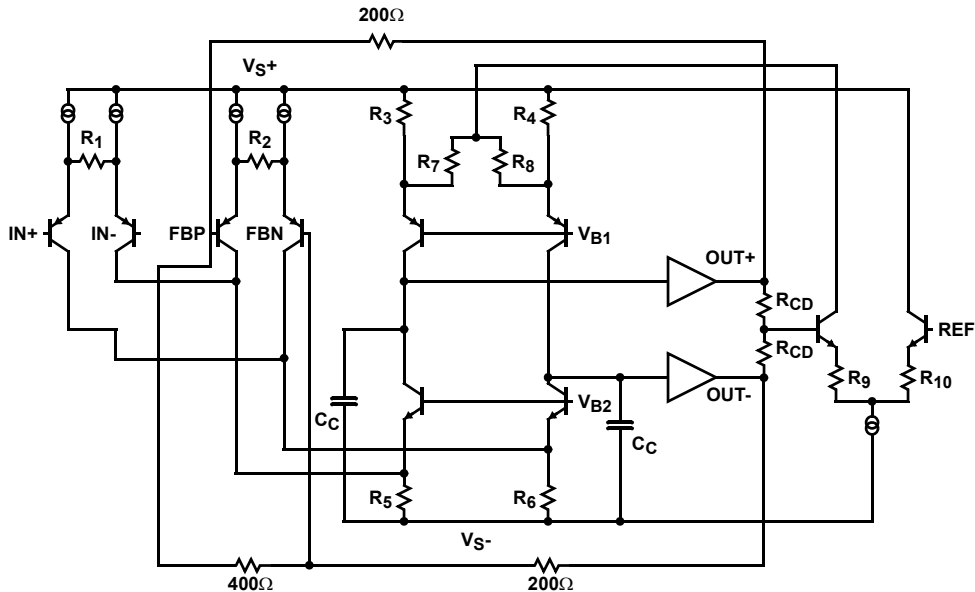 200Ω
VS+
R3
R4
R1
R2
R7
R8
IN+
IN-
FBP
FBN
VB1
OUT+
RCD
REF
RCD
R9
R10
VB2
OUT-
CC
CC
R5
R6
VS-
400Ω
200Ω